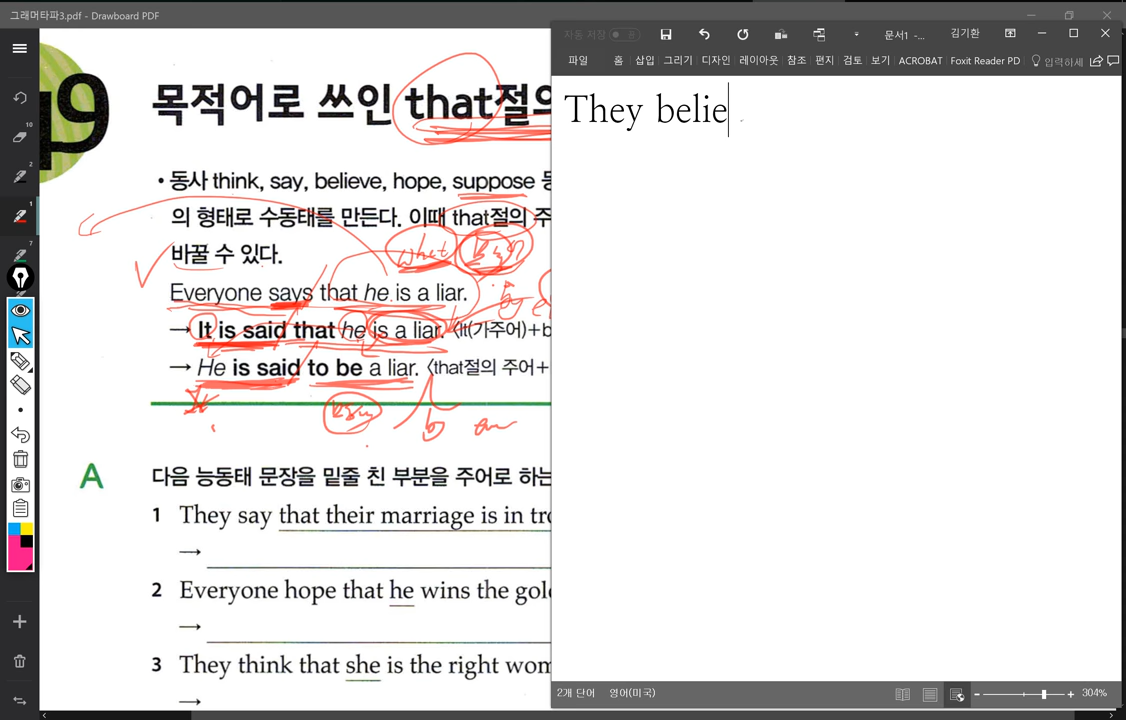 그래머타파3.pdf - Drawboard PDF
자동 저장
문서1 -...
김기환
파일 홈 삽입 그리기 디자인 레이아웃 참조 편지 검토 보기 ACROBAT Foxit Reader PD 입력하세
They belie
10
2
1
7
19
목적어로 쓰인 that절의
• 동사 think, say, believe, hope, suppose 등
의 형태로 수동태를 만든다. 이때 that절의 주
바꿀 수 있다.
what
Everyone says that he is a liar.
→ It is said that he is a liar. 〈It(가주어)+b
→ He is said to be a liar. 〈that절의 주어+
A
다음 능동태 문장을 밑줄 친 부분을 주어로 하는
1 They say that their marriage is in tro
→
2 Everyone hope that he wins the gol
→
3 They think that she is the right wom
→
2개 단어 영어(미국)
304%